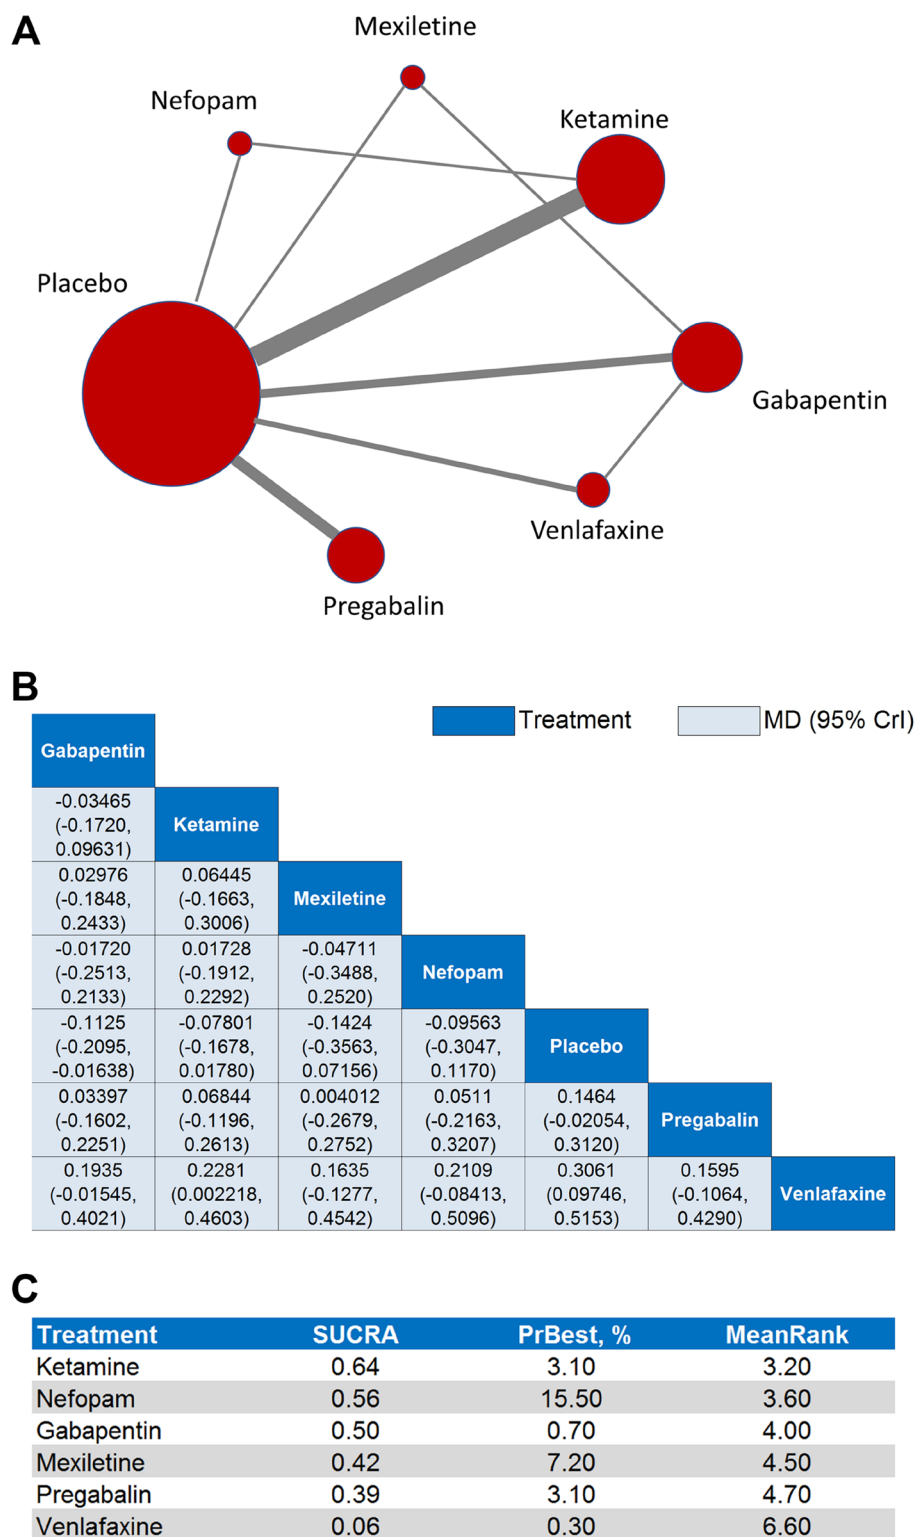 A
Mexiletine
Nefopam
Ketamine
Placebo
Gabapentin
Venlafaxine
Pregabalin
B
Treatment
MD (95% CrI)
Gabapentin
-0.03465
(-0.1720,
0.09631)
Ketamine
0.02976
(-0.1848,
0.2433)
0.06445
(-0.1663,
0.3006)
Mexiletine
-0.01720
(-0.2513,
0.2133)
0.01728
(-0.1912,
0.2292)
-0.04711
(-0.3488,
0.2520)
Nefopam
-0.1125
(-0.2095,
-0.01638)
-0.07801
(-0.1678,
0.01780)
-0.1424
(-0.3563,
0.07156)
-0.09563
(-0.3047,
0.1170)
Placebo
0.03397
(-0.1602,
0.2251)
0.06844
(-0.1196,
0.2613)
0.004012
(-0.2679,
0.2752)
0.0511
(-0.2163,
0.3207)
0.1464
(-0.02054,
0.3120)
Pregabalin
0.1935
(-0.01545,
0.4021)
0.2281
(0.002218,
0.4603)
0.1635
(-0.1277,
0.4542)
0.2109
(-0.08413,
0.5096)
0.3061
(0.09746,
0.5153)
0.1595
(-0.1064,
0.4290)
Venlafaxine
C
Treatment SUCRA PrBest, % MeanRank
Ketamine 0.64 3.10 3.20
Nefopam 0.56 15.50 3.60
Gabapentin 0.50 0.70 4.00
Mexiletine 0.42 7.20 4.50
Pregabalin 0.39 3.10 4.70
Venlafaxine 0.06 0.30 6.60